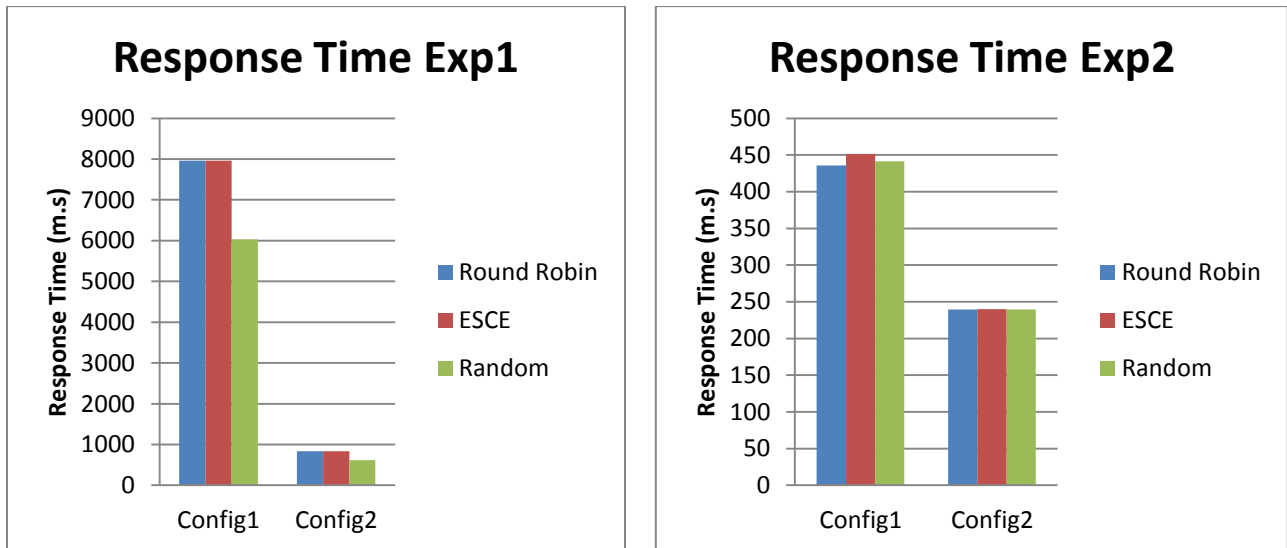 Response Time Exp1
Response Time (m.s)
9000
8000
7000
6000
5000
4000
3000
2000
1000
0
Config1
Config2
Round Robin
ESCE
Random
Response Time Exp2
Response Time (m.s)
500
450
400
350
300
250
200
150
100
50
0
Config1
Config2
Round Robin
ESCE
Random